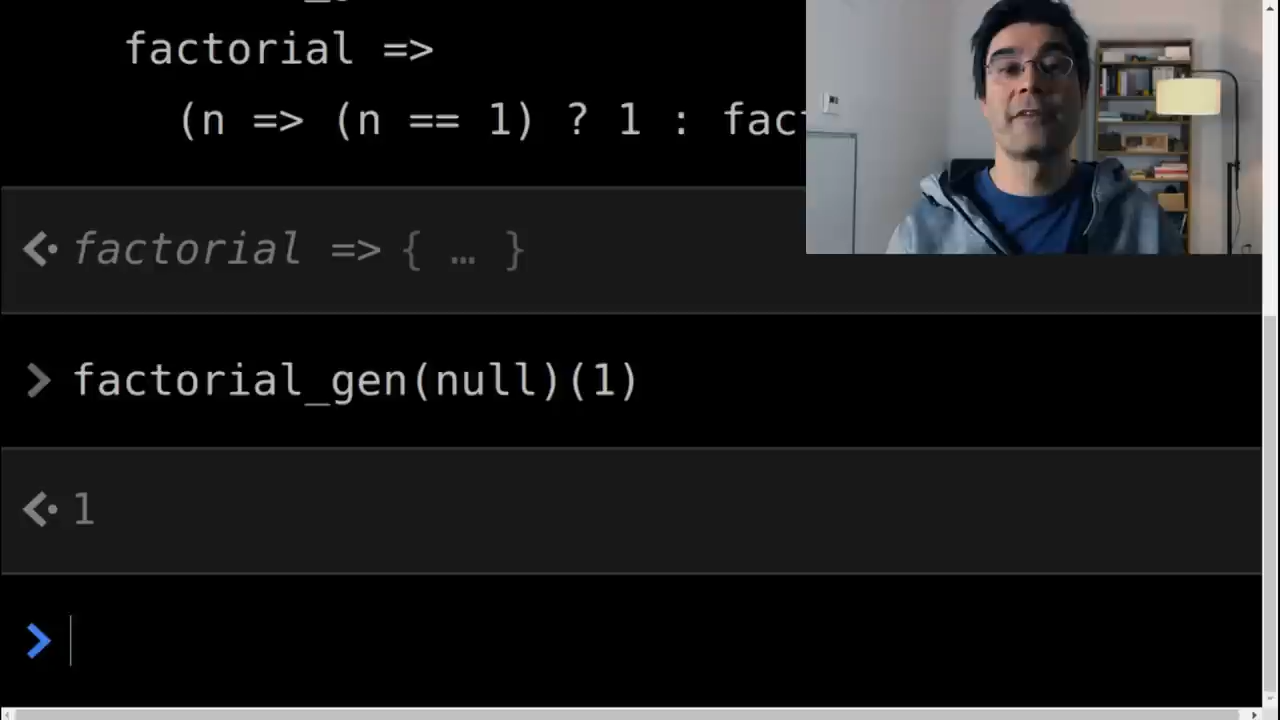 factorial =>
(n => (n == 1) ? 1 : fac
factorial => { … }
factorial_gen(null)(1)
1